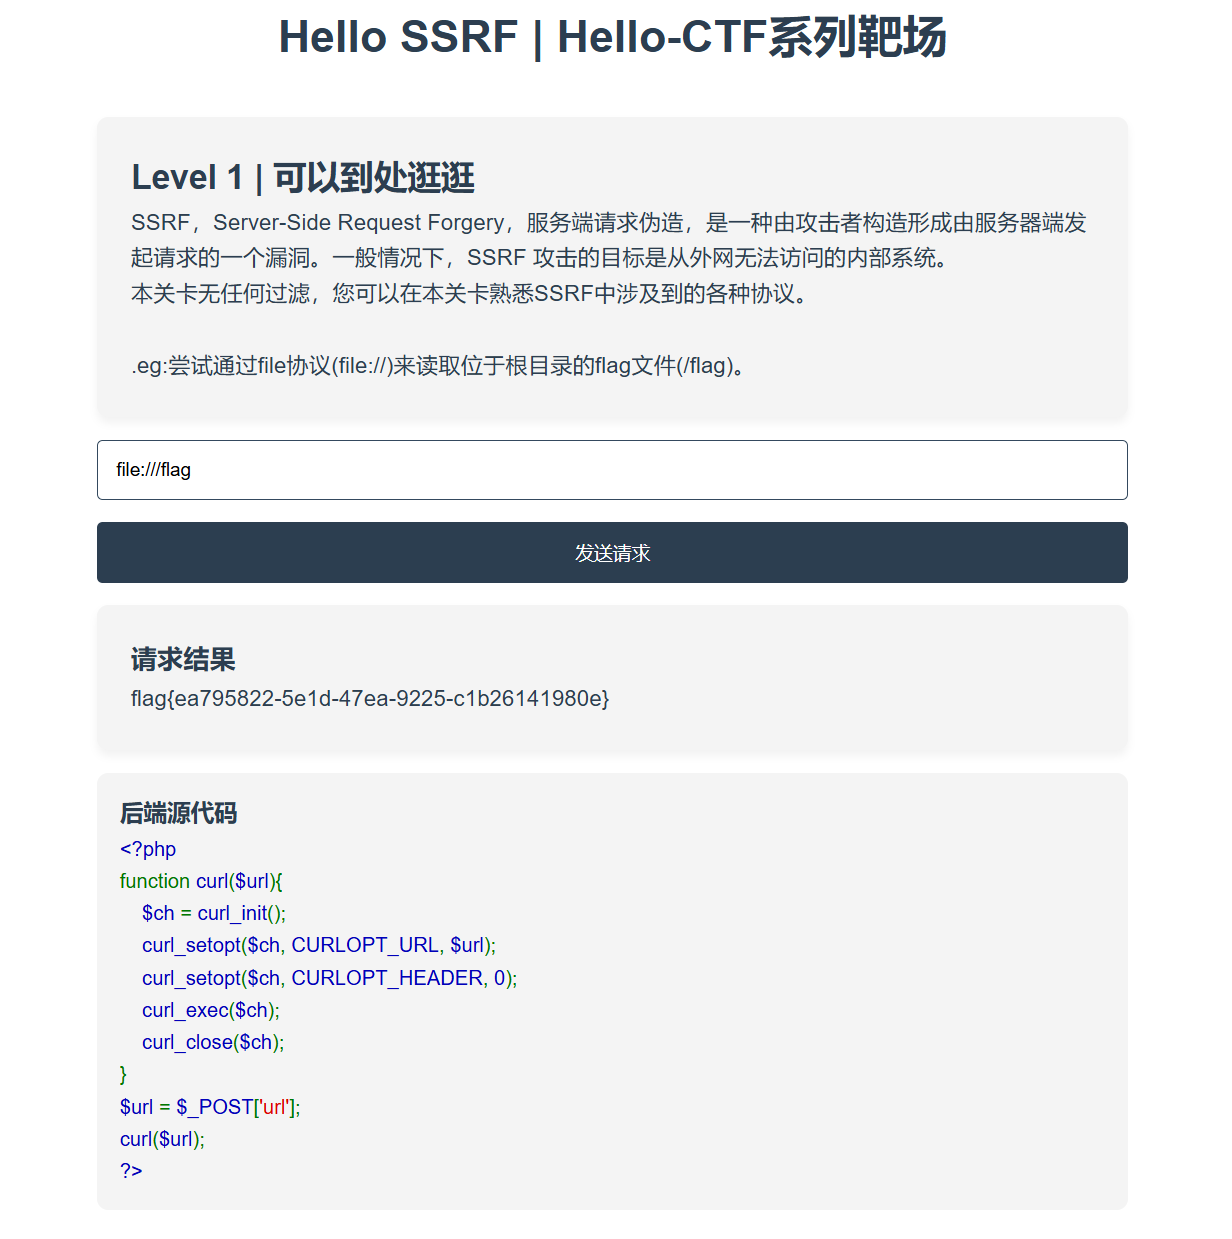 Hello SSRF | Hello-CTF系列靶场
Level 1 | 可以到处逛逛
SSRF，Server-Side Request Forgery，服务端请求伪造，是一种由攻击者构造形成由服务器端发
起请求的一个漏洞。一般情况下，SSRF 攻击的目标是从外网无法访问的内部系统。
本关卡无任何过滤，您可以在本关卡熟悉SSRF中涉及到的各种协议。
.eg:尝试通过file协议(file://)来读取位于根目录的flag文件(/flag)。
file:///flag
发送请求
请求结果
flag{ea795822-5e1d-47ea-9225-c1b26141980e}
后端源代码
<?php
function curl($url){
    $ch = curl_init();
    curl_setopt($ch, CURLOPT_URL, $url);
    curl_setopt($ch, CURLOPT_HEADER, 0);
    curl_exec($ch);
    curl_close($ch);
}
$url = $_POST['url'];
curl($url);
?>